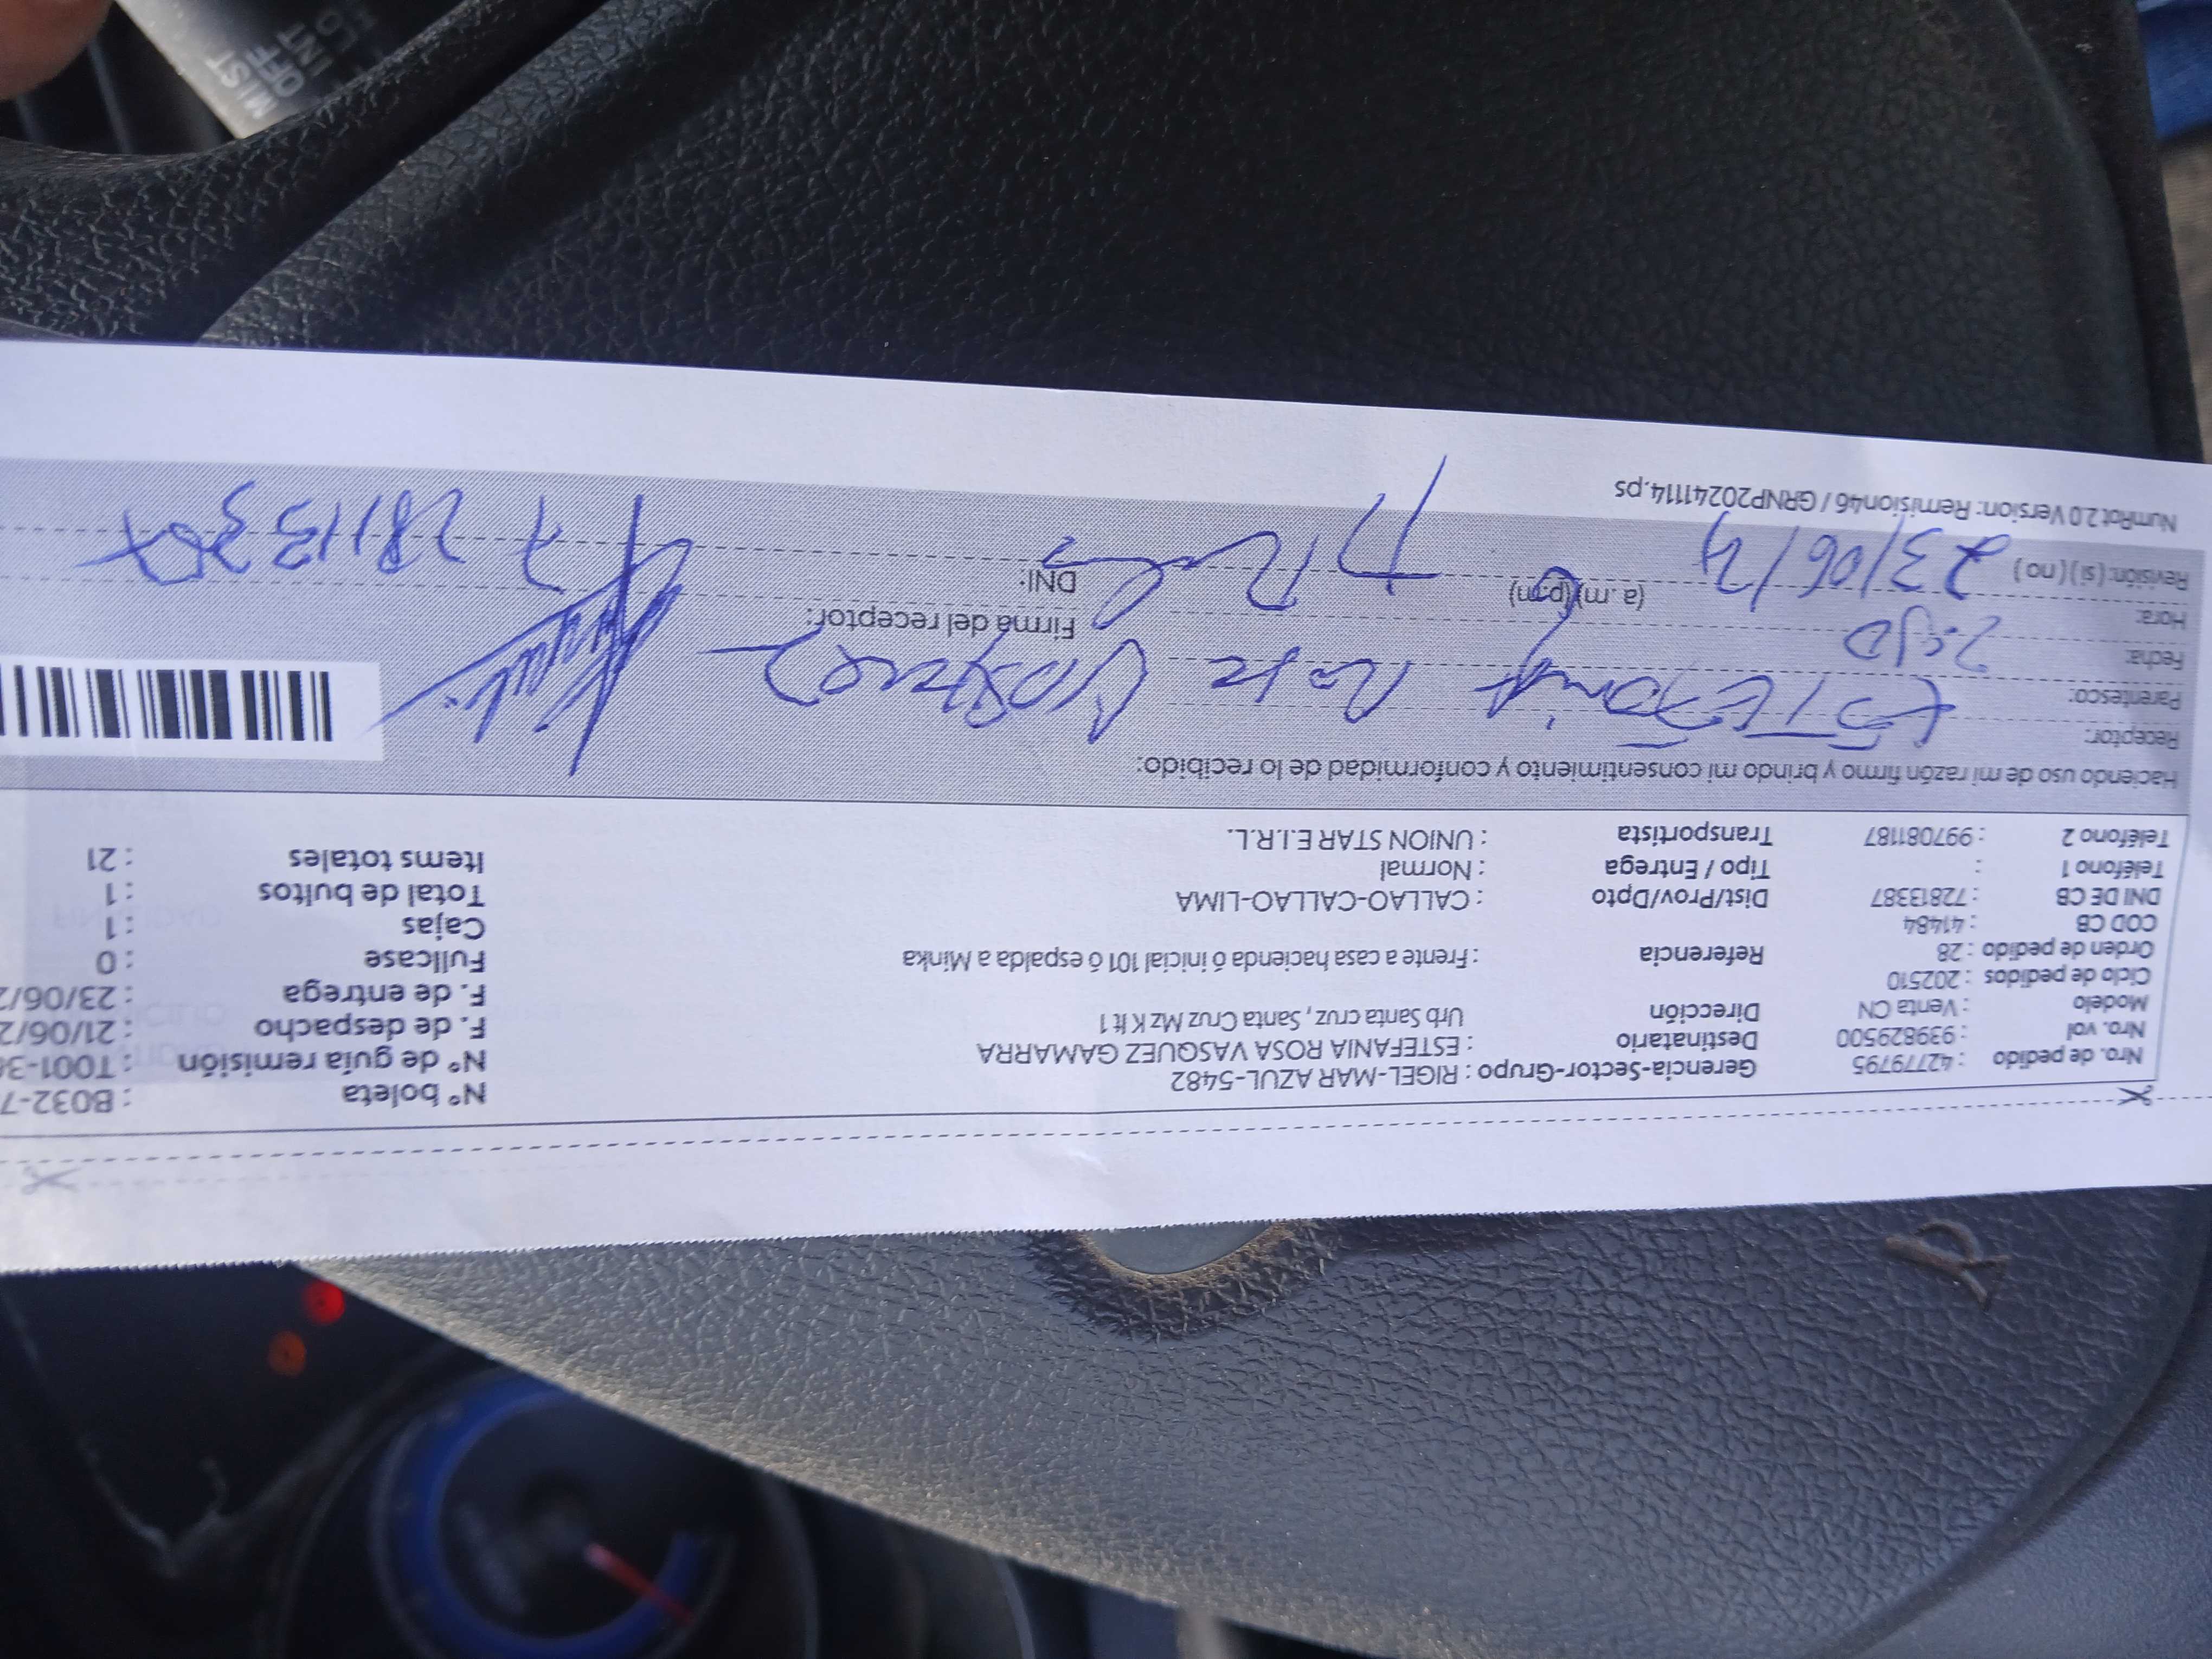 Nro. de pedido : 42779795 Gerencia-Sector-Grupo : RIGEL-MAR AZUL-5482 N° boleta : B032-7
Nro. vol : 939829500 Destinatario : ESTEFANIA ROSA VASQUEZ GAMARRA N° de guía remisión : T001-3
Modelo : Venta CN Dirección Urb Santa cruz, Santa Cruz Mz K lt 1 F. de despacho : 21/06/2
Ciclo de pedidos : 202510 F. de entrega : 23/06/2
Orden de pedido : 28 Referencia : Frente a casa hacienda ó inicial 101 ó espalda a Minka Fullcase : 0
COD CB : 41484 Cajas : 1
DNI DE CB : 72813387 Dist/Prov/Dpto : CALLAO-CALLAO-LIMA Total de bultos : 1
Teléfono 1 : Tipo / Entrega : Normal Items totales : 21
Teléfono 2 : 997081187 Transportista : UNION STAR E.I.R.L.
Haciendo uso de mi razón firmo y brindo mi consentimiento y conformidad de lo recibido:
Receptor: ESTEFANIA Rosa Vasquez
Parentesco:
Fecha: Firma del receptor:
Hora: (a.m) (p.m) DNI:
Revisión: (si) (no) 23/06/
NumRot 2.0 Version: Remision46 / GRNP20241114.ps
MIST
OFF
INT